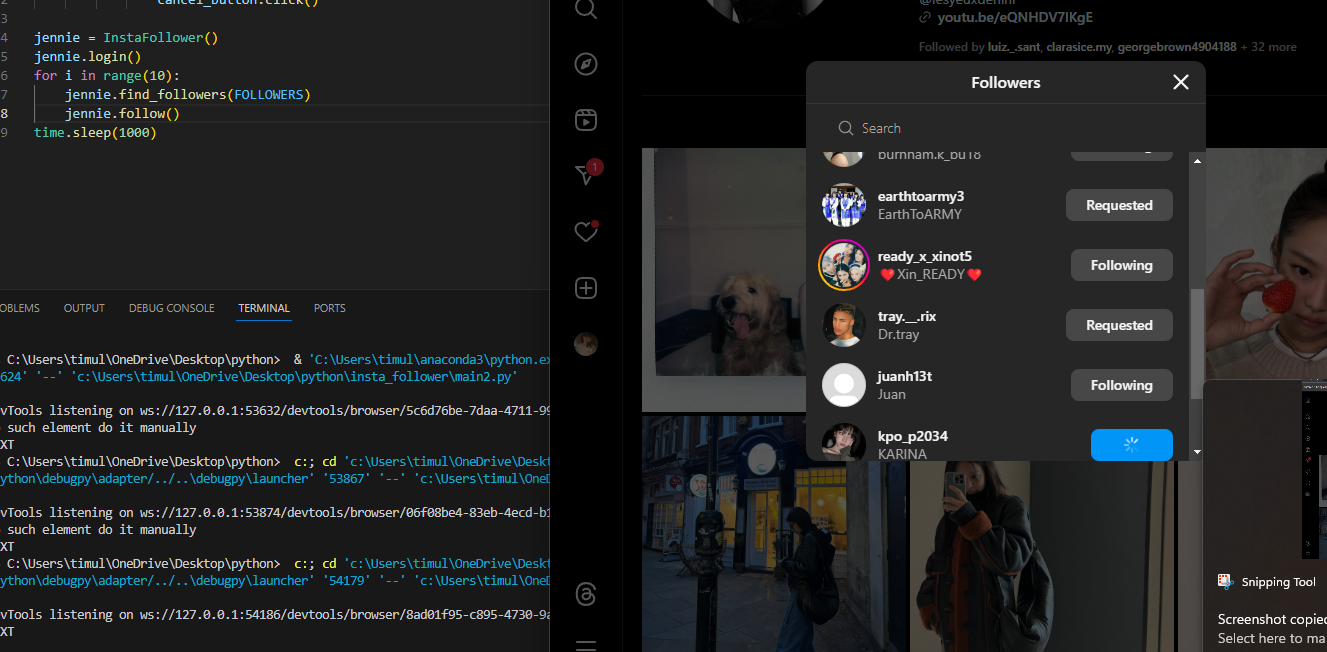 cancel_button.click()
3
4 jennie = InstaFollower()
5 jennie.login()
6 for i in range(10):
7 jennie.find_followers(FOLLOWERS)
8 jennie.follow()
9 time.sleep(1000)
OBLEMS OUTPUT DEBUG CONSOLE TERMINAL PORTS
C:\Users\timul\OneDrive\Desktop\python> & 'C:\Users\timul\anaconda3\python.ex
624' '--' 'c:\Users\timul\OneDrive\Desktop\python\insta_follower\main2.py'
vTools listening on ws://127.0.0.1:53632/devtools/browser/5c6d76be-7daa-4711-99
such element do it manually
XT
C:\Users\timul\OneDrive\Desktop\python> c:; cd 'c:\Users\timul\OneDrive\Deskt
ython\debugpy\adapter/../..\debugpy\launcher' '53867' '--' 'c:\Users\timul\OneD
vTools listening on ws://127.0.0.1:53874/devtools/browser/06f08be4-83eb-4ecd-b1
such element do it manually
XT
C:\Users\timul\OneDrive\Desktop\python> c:; cd 'c:\Users\timul\OneDrive\Deskt
ython\debugpy\adapter/../..\debugpy\launcher' '54179' '--' 'c:\Users\timul\OneD
vTools listening on ws://127.0.0.1:54186/devtools/browser/8ad01f95-c895-4730-9a
XT
1
youtu.be/eQNHDV7IKgE
Followed by luiz._.sant, clarasice.my, georgebrown4904188 + 32 more
Followers
Search
burnham.k_bu18
earthtoarmy3
EarthToARMY
Requested
ready_x_xinot5
❤️Xin_READY❤️
Following
tray.__.rix
Dr.tray
Requested
juanh13t
Juan
Following
kpo_p2034
KARINA
Snipping Tool
Screenshot copied
Select here to ma